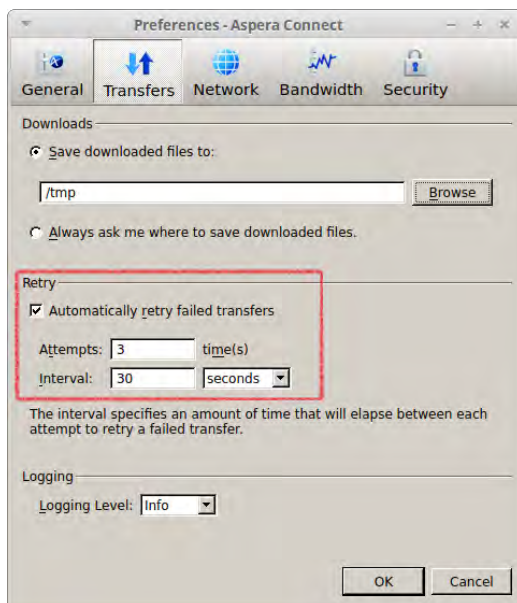 Preferences - Aspera Connect
General Transfers Network Bandwidth Security
Downloads
Save downloaded files to:
/tmp Browse
Always ask me where to save downloaded files.
Retry
Automatically retry failed transfers
Attempts: 3 time(s)
Interval: 30 seconds
The interval specifies an amount of time that will elapse between each
attempt to retry a failed transfer.
Logging
Logging Level: Info
OK Cancel